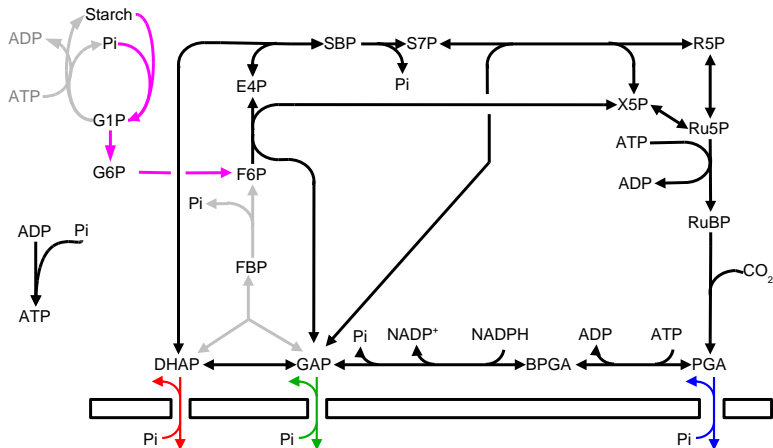 Starch
ADP
Pi
SBP
S7P
R5P
E4P
Pi
ATP
X5P
G1P
Ru5P
ATP
G6P
F6P
ADP
Pi
RuBP
ADP
Pi
FBP
CO2
ATP
Pi
NADP+
NADPH
ADP
ATP
DHAP
GAP
BPGA
PGA
Pi
Pi
Pi